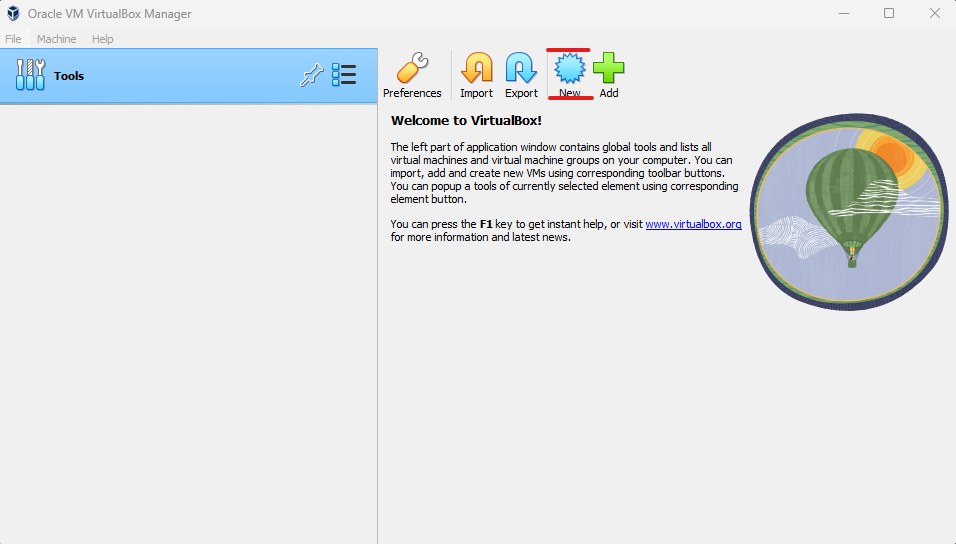 Oracle VM VirtualBox Manager
File Machine Help
Tools
Preferences Import Export New Add
Welcome to VirtualBox!
The left part of application window contains global tools and lists all
virtual machines and virtual machine groups on your computer. You can
import, add and create new VMs using corresponding toolbar buttons.
You can popup a tools of currently selected element using corresponding
element button.
You can press the F1 key to get instant help, or visit www.virtualbox.org
for more information and latest news.